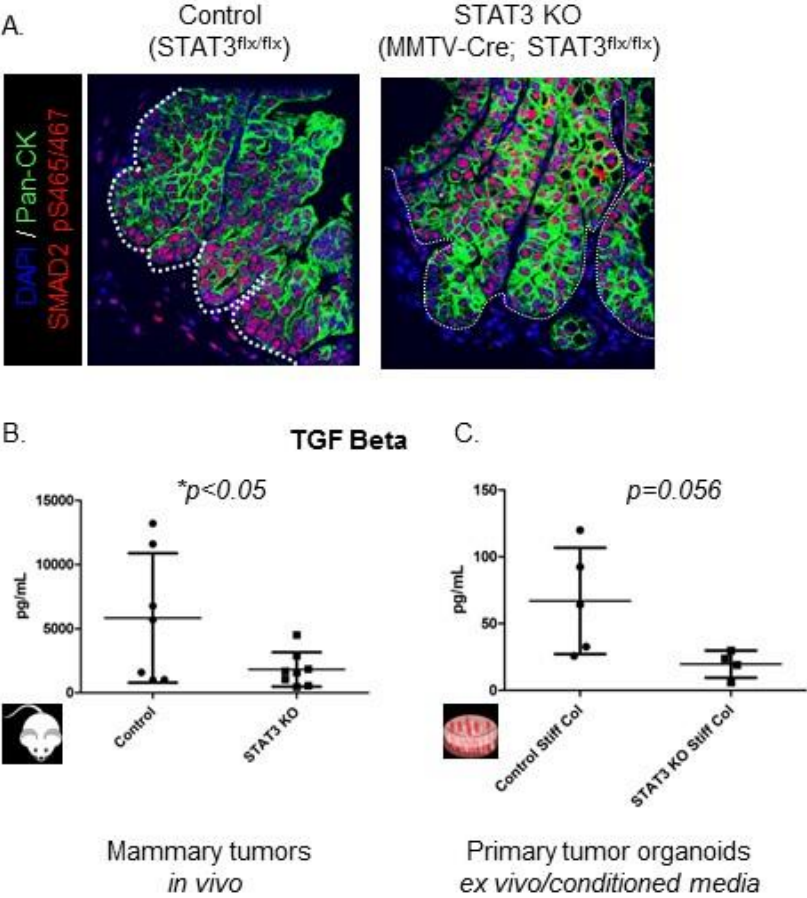 A.
Control
(STAT3flx/flx)
STAT3 KO
(MMTV-Cre; STAT3flx/flx)
DAPI / Pan-CK
SMAD2 pS465/467
B.
TGF Beta
C.
*p<0.05
15000
10000
5000
0
pg/mL
Control
STAT3 KO
p=0.056
150
100
50
0
pg/mL
Control Stiff Col
STAT3 KO Stiff Col
Mammary tumors
in vivo
Primary tumor organoids
ex vivo/conditioned media